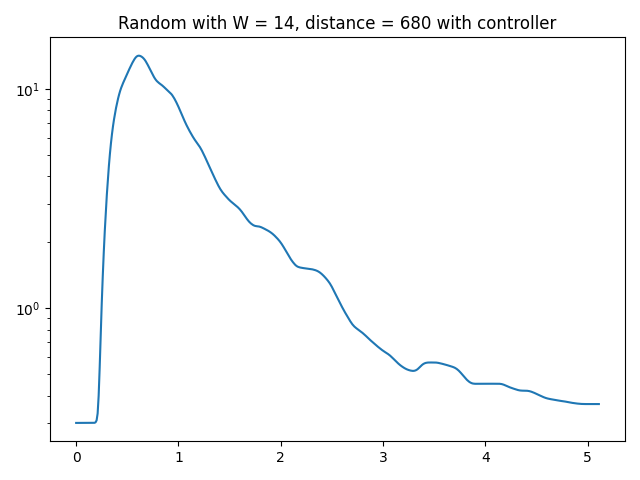 Random with W = 14, distance = 680 with controller
10¹
10⁰
0 1 2 3 4 5